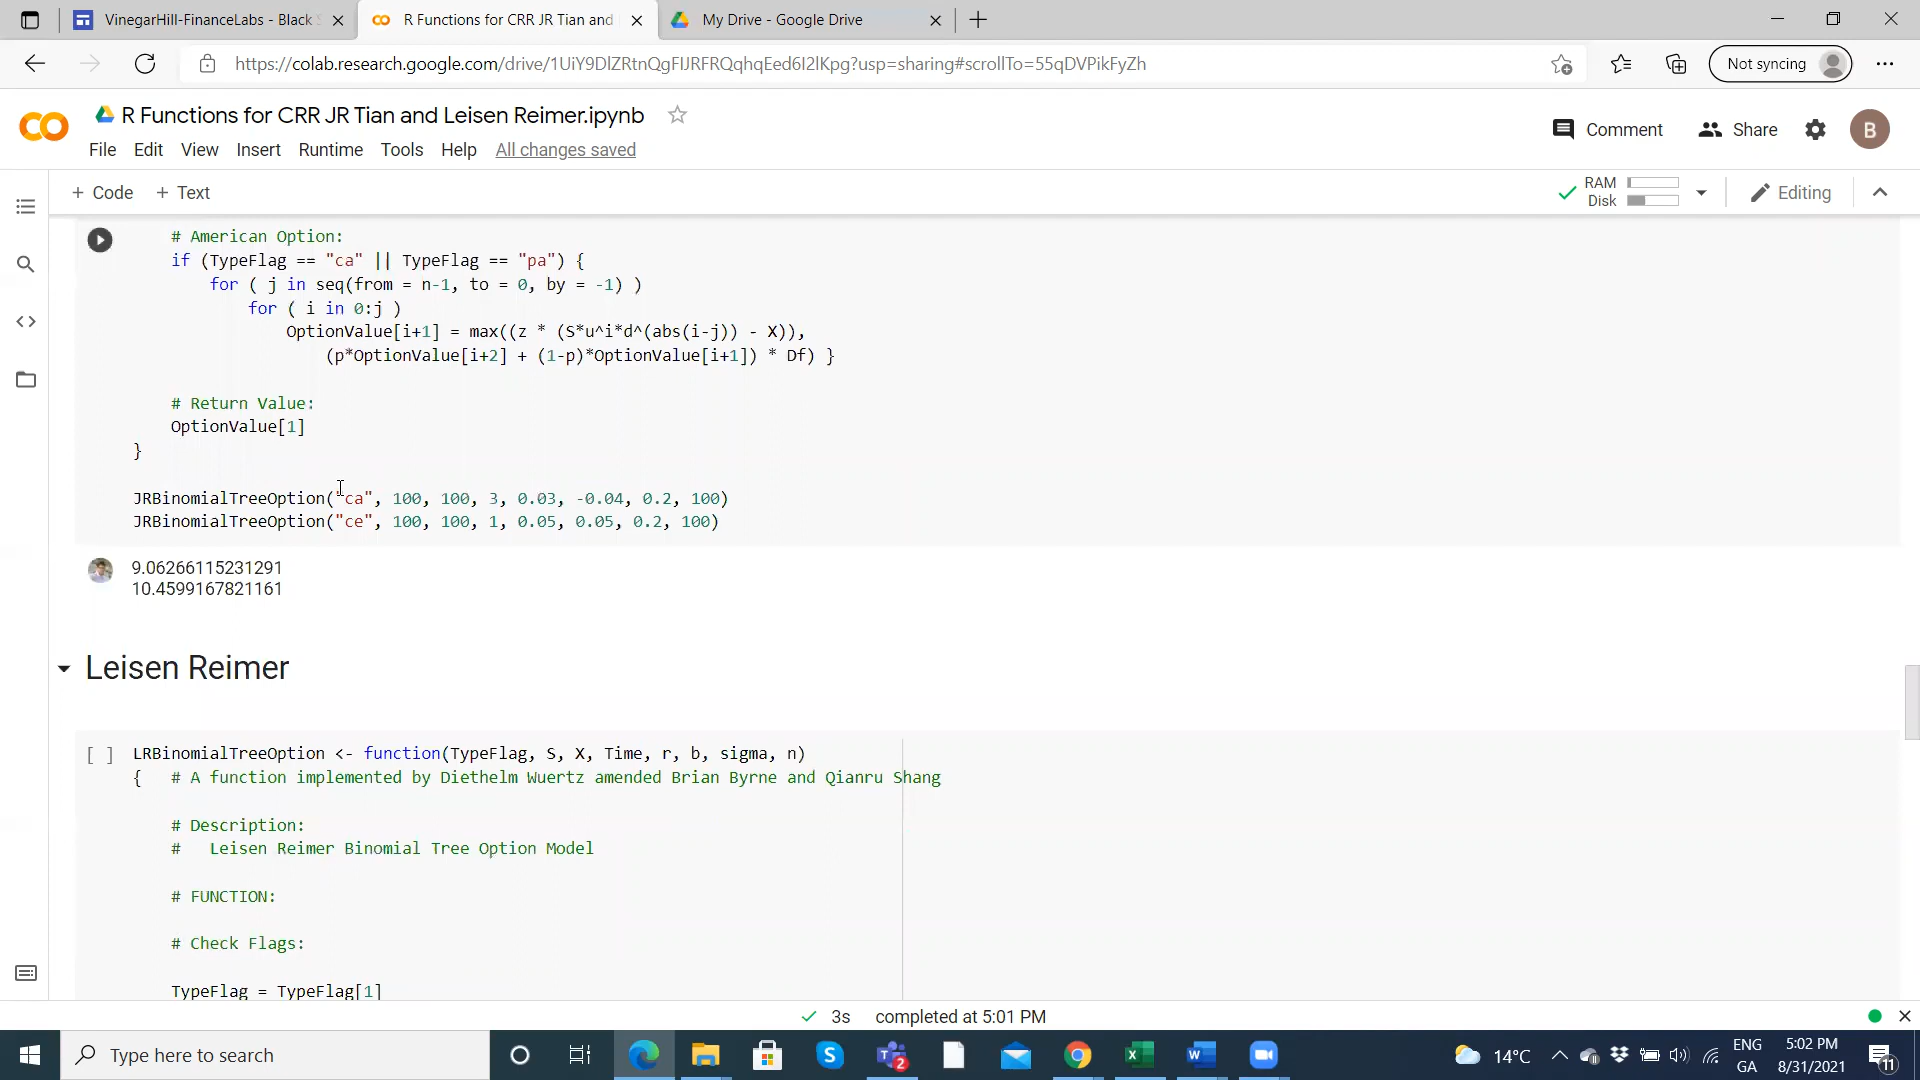 VinegarHill-FinanceLabs - Black S
R Functions for CRR JR Tian and
My Drive - Google Drive
https://colab.research.google.com/drive/1UiY9DlZRtnQgFIJRFRQqhqEed6I2lKpg?usp=sharing#scrollTo=55qDVPikFyZh
Not syncing
R Functions for CRR JR Tian and Leisen Reimer.ipynb
Comment
Share
B
File Edit View Insert Runtime Tools Help All changes saved
+ Code + Text
RAM
Disk
Editing
# American Option:
if (TypeFlag == "ca" || TypeFlag == "pa") {
for ( j in seq(from = n-1, to = 0, by = -1) )
for ( i in 0:j )
OptionValue[i+1] = max((z * (S*u^i*d^(abs(i-j)) - X)),
(p*OptionValue[i+2] + (1-p)*OptionValue[i+1]) * Df) }
# Return Value:
OptionValue[1]
}
JRBinomialTreeOption("ca", 100, 100, 3, 0.03, -0.04, 0.2, 100)
JRBinomialTreeOption("ce", 100, 100, 1, 0.05, 0.05, 0.2, 100)
9.06266115231291
10.4599167821161
Leisen Reimer
[ ] LRBinomialTreeOption <- function(TypeFlag, S, X, Time, r, b, sigma, n)
{ # A function implemented by Diethelm Wuertz amended Brian Byrne and Qianru Shang
# Description:
# Leisen Reimer Binomial Tree Option Model
# FUNCTION:
# Check Flags:
TypeFlag = TypeFlag[1]
3s completed at 5:01 PM
Type here to search
2
14°C
ENG
GA
5:02 PM
8/31/2021
11